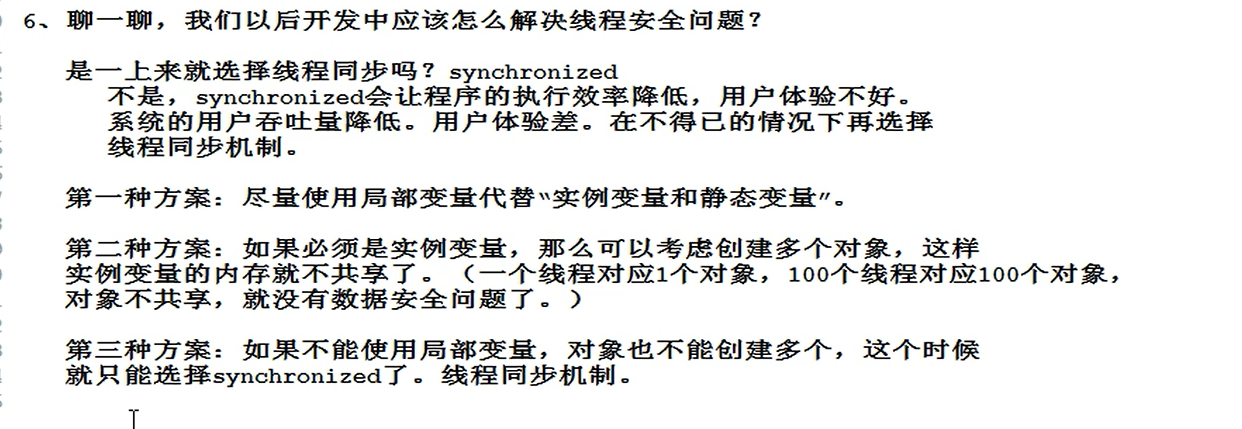 6、聊一聊，我们以后开发中应该怎么解决线程安全问题？
是一上来就选择线程同步吗？synchronized
不是，synchronized会让程序的执行效率降低，用户体验不好。
系统的用户吞吐量降低。用户体验差。在不得已的情况下再选择
线程同步机制。
第一种方案：尽量使用局部变量代替“实例变量和静态变量”。
第二种方案：如果必须是实例变量，那么可以考虑创建多个对象，这样
实例变量的内存就不共享了。（一个线程对应1个对象，100个线程对应100个对象，
对象不共享，就没有数据安全问题了。）
第三种方案：如果不能使用局部变量，对象也不能创建多个，这个时候
就只能选择synchronized了。线程同步机制。